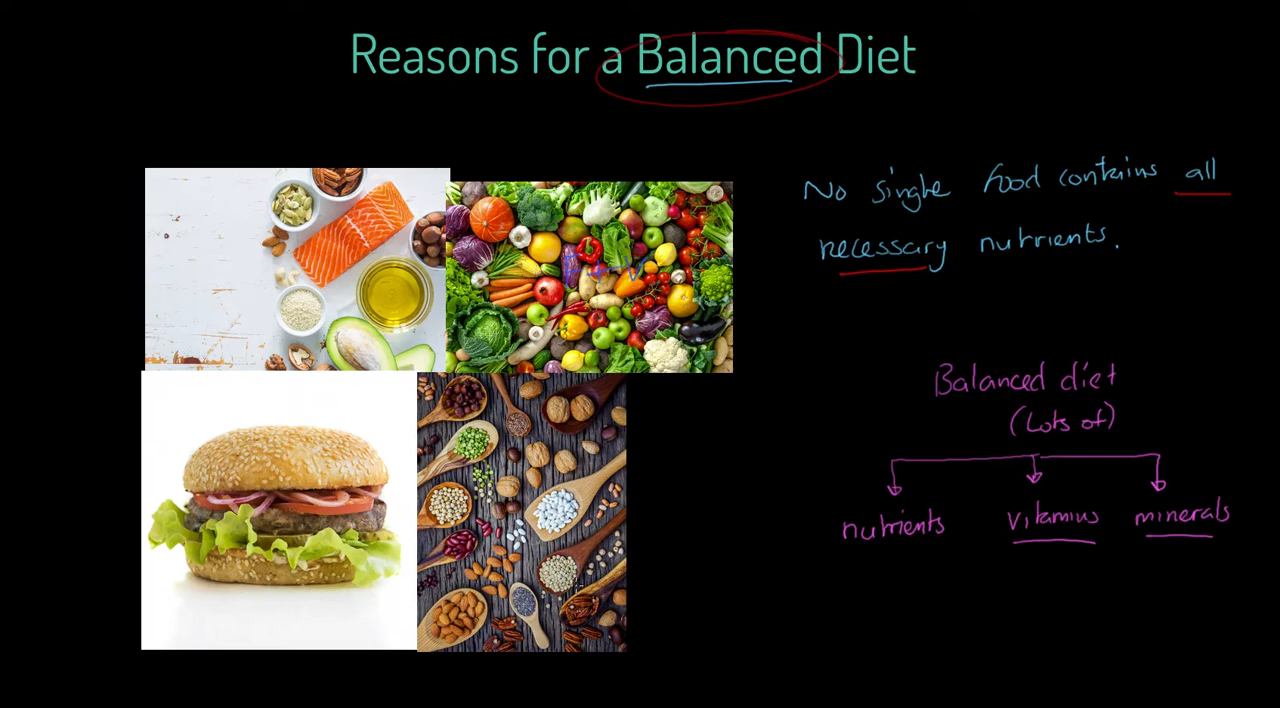 Reasons for a Balanced Diet
No single food contains all
necessary nutrients.
F + V
Balanced diet
(Lots of)
nutrients vitamins minerals